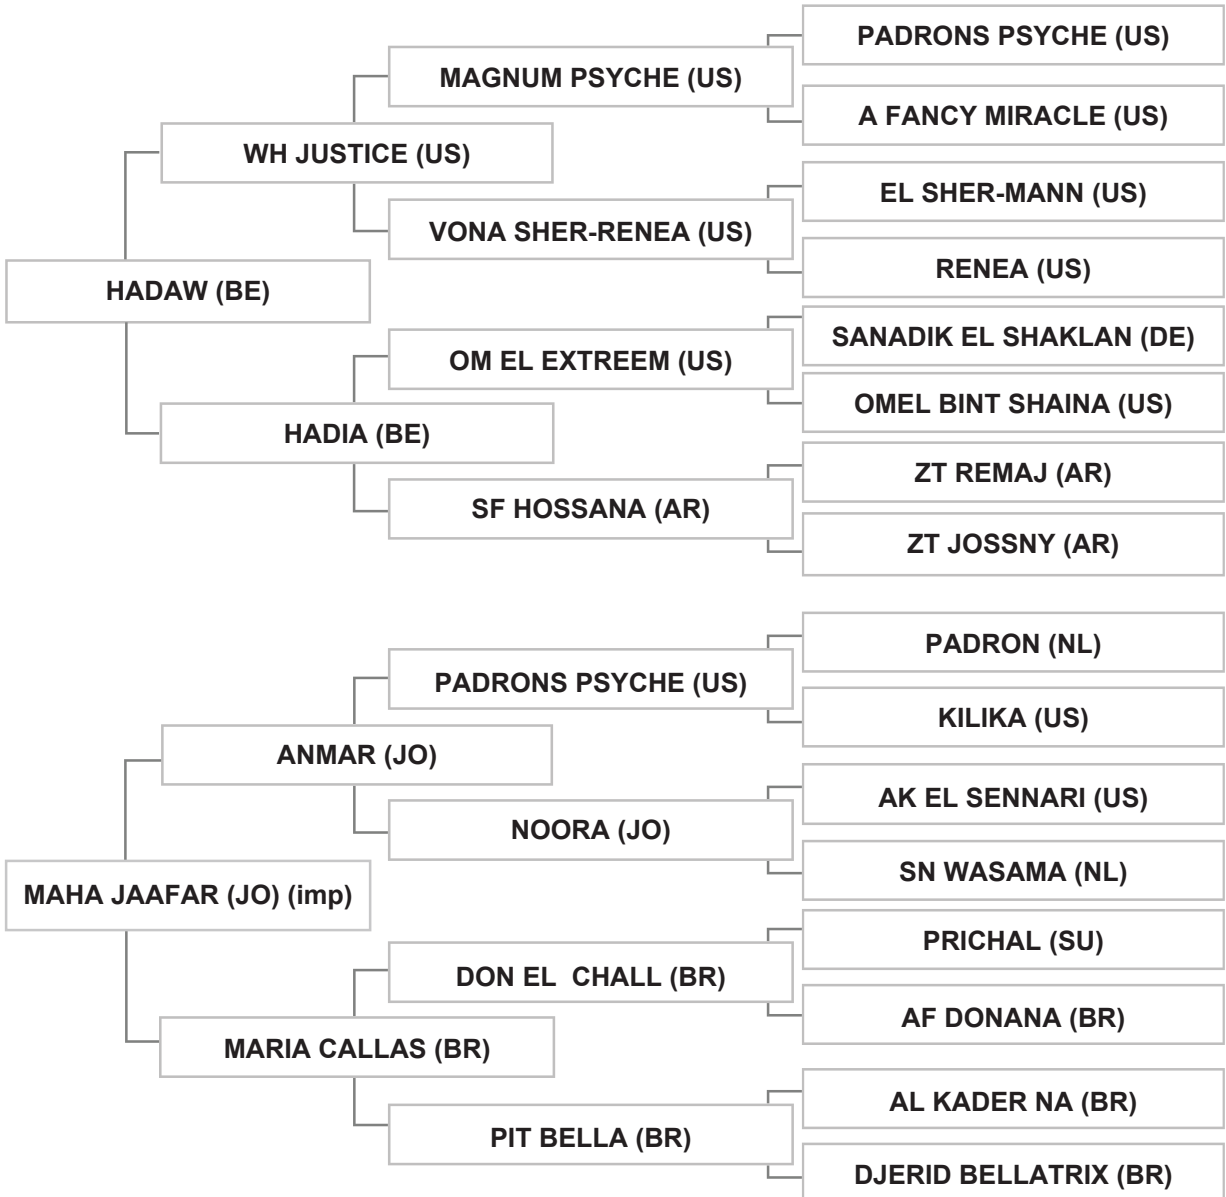 PADRONS PSYCHE (US)
MAGNUM PSYCHE (US)
A FANCY MIRACLE (US)
WH JUSTICE (US)
EL SHER-MANN (US)
VONA SHER-RENEA (US)
RENEA (US)
HADAW (BE)
SANADIK EL SHAKLAN (DE)
OM EL EXTREEM (US)
OMEL BINT SHAINA (US)
HADIA (BE)
ZT REMAJ (AR)
SF HOSSANA (AR)
ZT JOSSNY (AR)
PADRON (NL)
PADRONS PSYCHE (US)
KILIKA (US)
ANMAR (JO)
AK EL SENNARI (US)
NOORA (JO)
SN WASAMA (NL)
MAHA JAAFAR (JO) (imp)
PRICHAL (SU)
DON EL  CHALL (BR)
AF DONANA (BR)
MARIA CALLAS (BR)
AL KADER NA (BR)
PIT BELLA (BR)
DJERID BELLATRIX (BR)